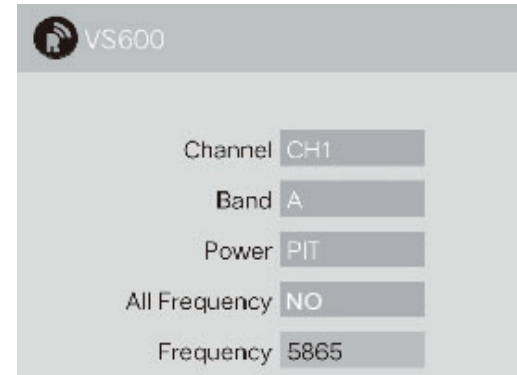 VS600
Channel CH1
Band A
Power PIT
All Frequency NO
Frequency 5865